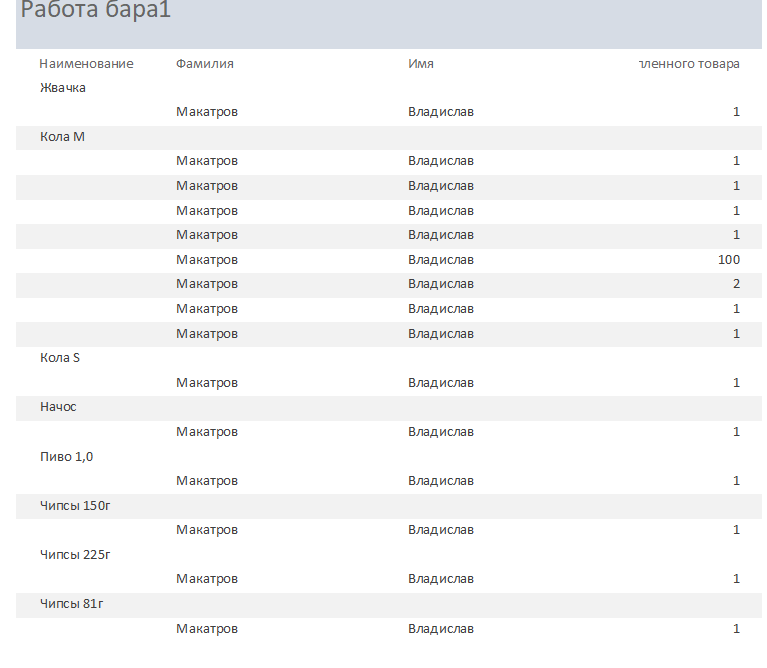 Работа бара1
Наименование Фамилия Имя пленного товара
Жвачка
Макатров Владислав 1
Кола M
Макатров Владислав 1
Макатров Владислав 1
Макатров Владислав 1
Макатров Владислав 1
Макатров Владислав 100
Макатров Владислав 2
Макатров Владислав 1
Макатров Владислав 1
Кола S
Макатров Владислав 1
Начос
Макатров Владислав 1
Пиво 1,0
Макатров Владислав 1
Чипсы 150г
Макатров Владислав 1
Чипсы 225г
Макатров Владислав 1
Чипсы 81г
Макатров Владислав 1